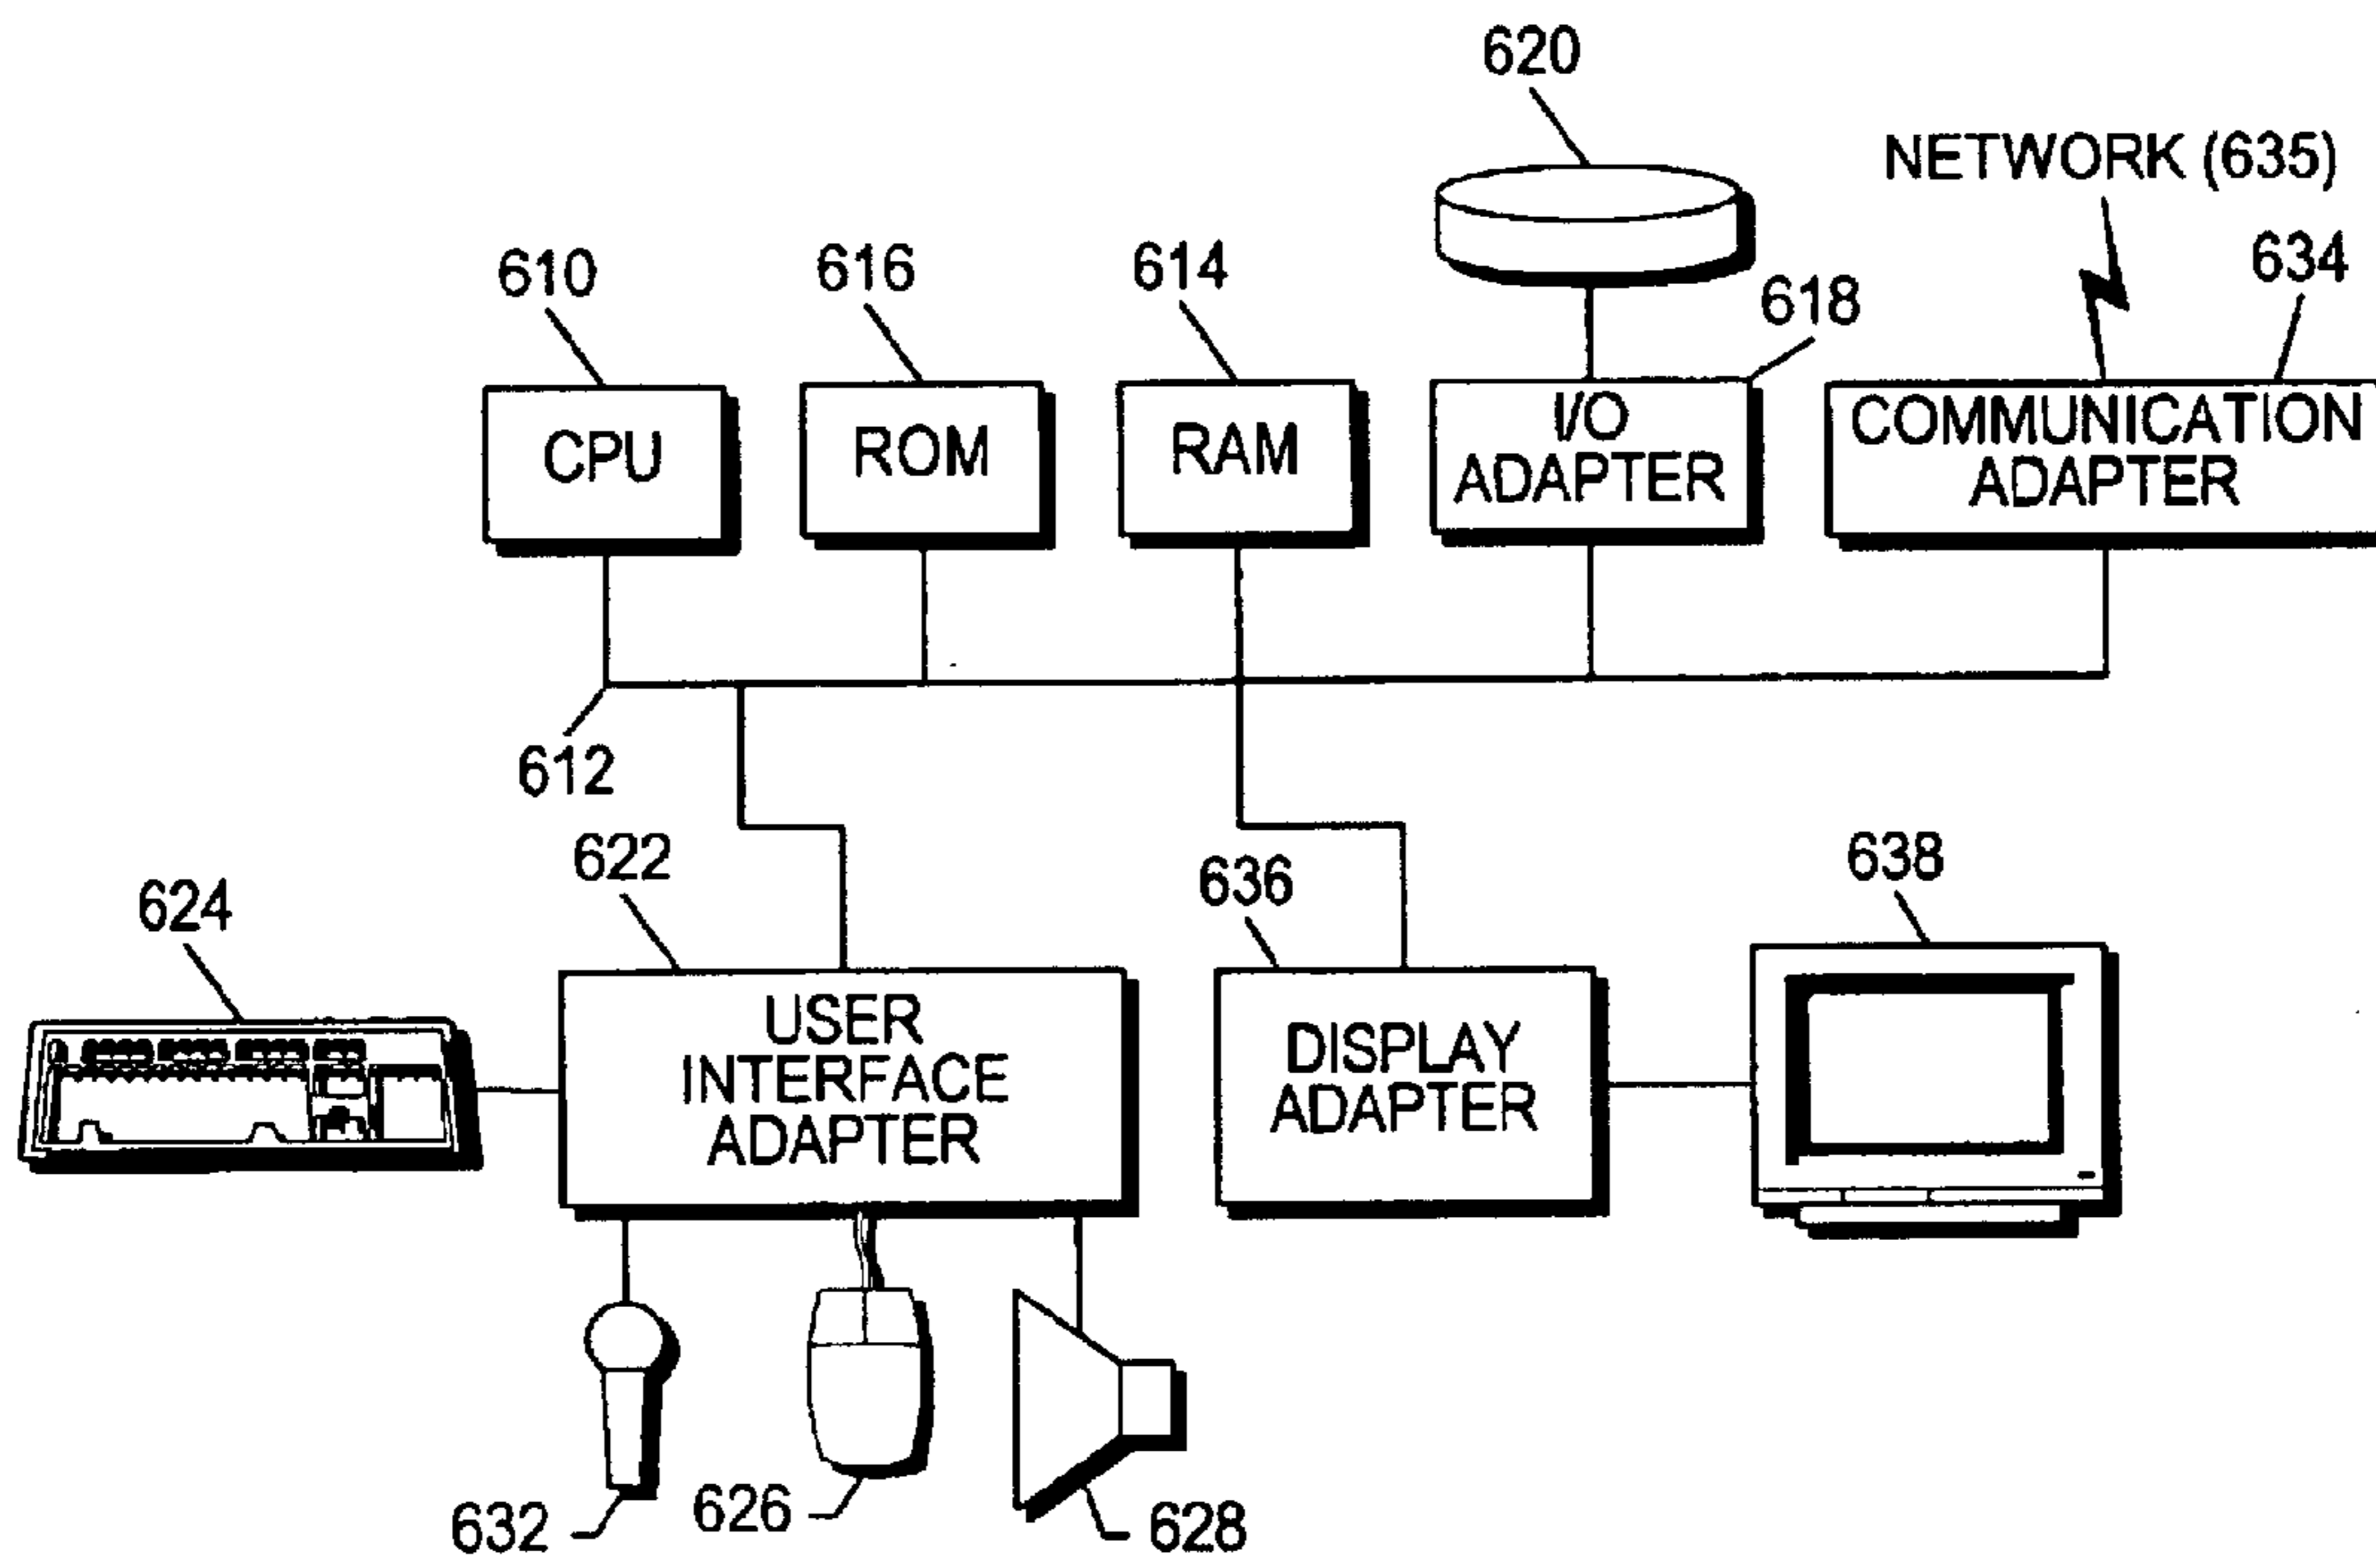 620
NETWORK (635)
610
616
614
618
634
CPU
ROM
RAM
I/O
ADAPTER
COMMUNICATION
ADAPTER
612
622
636
638
624
USER
INTERFACE
ADAPTER
DISPLAY
ADAPTER
632
626
628